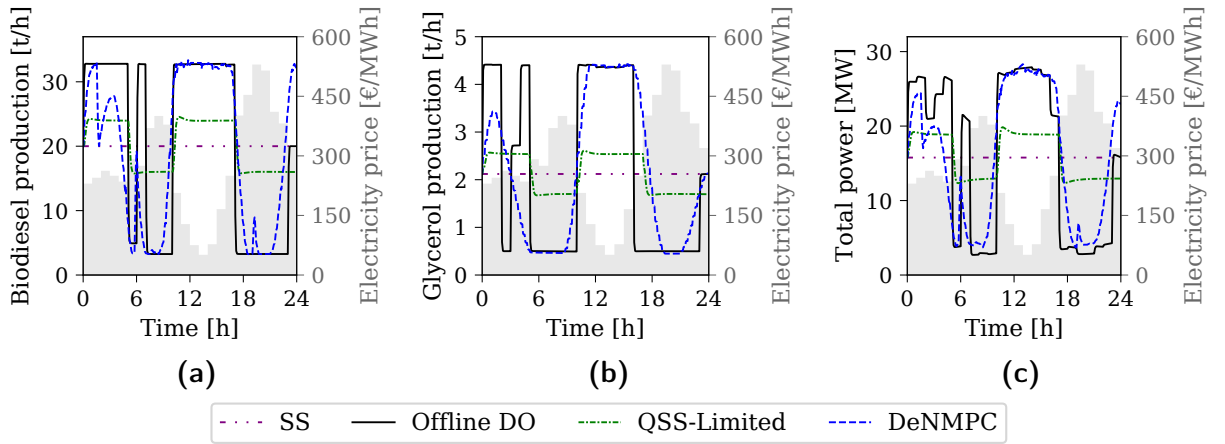 Biodiesel production [t/h]
30
20
10
0
0 6 12 18 24
Time [h]
600
450
300
150
0
Electricity price [€/MWh]
(a)
Glycerol production [t/h]
5
4
3
2
1
0
0 6 12 18 24
Time [h]
600
450
300
150
0
Electricity price [€/MWh]
(b)
Total power [MW]
30
20
10
0
0 6 12 18 24
Time [h]
600
450
300
150
0
Electricity price [€/MWh]
(c)
SS Offline DO QSS-Limited DeNMPC